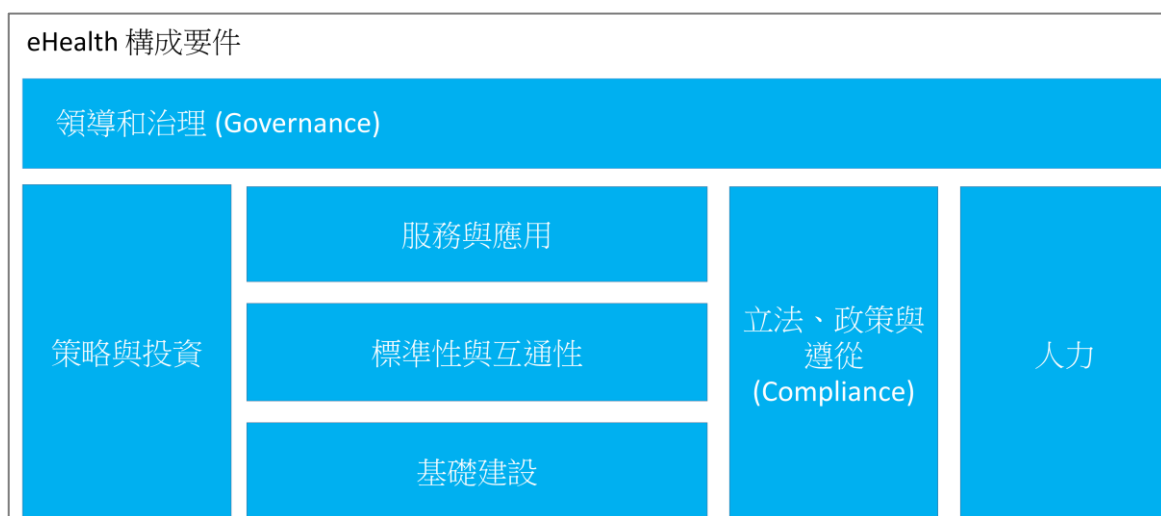 eHealth 構成要件
領導和治理 (Governance)
策略與投資
服務與應用
標準性與互通性
基礎建設
立法、政策與
遵從
(Compliance)
人力